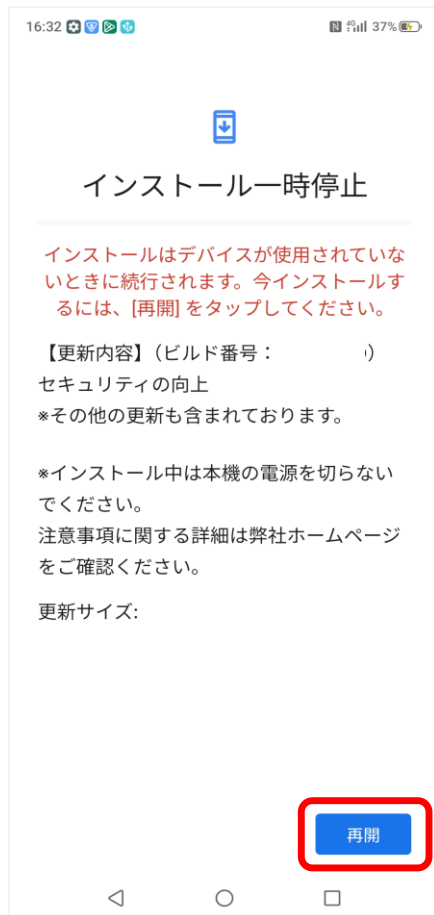 16:32 4G 37%
インストール一時停止
インストールはデバイスが使用されていな
いときに続行されます。今インストールす
るには、[再開] をタップしてください。
【更新内容】（ビルド番号： ）
セキュリティの向上
*その他の更新も含まれております。
*インストール中は本機の電源を切らない
でください。
注意事項に関する詳細は弊社ホームページ
をご確認ください。
更新サイズ:
再開